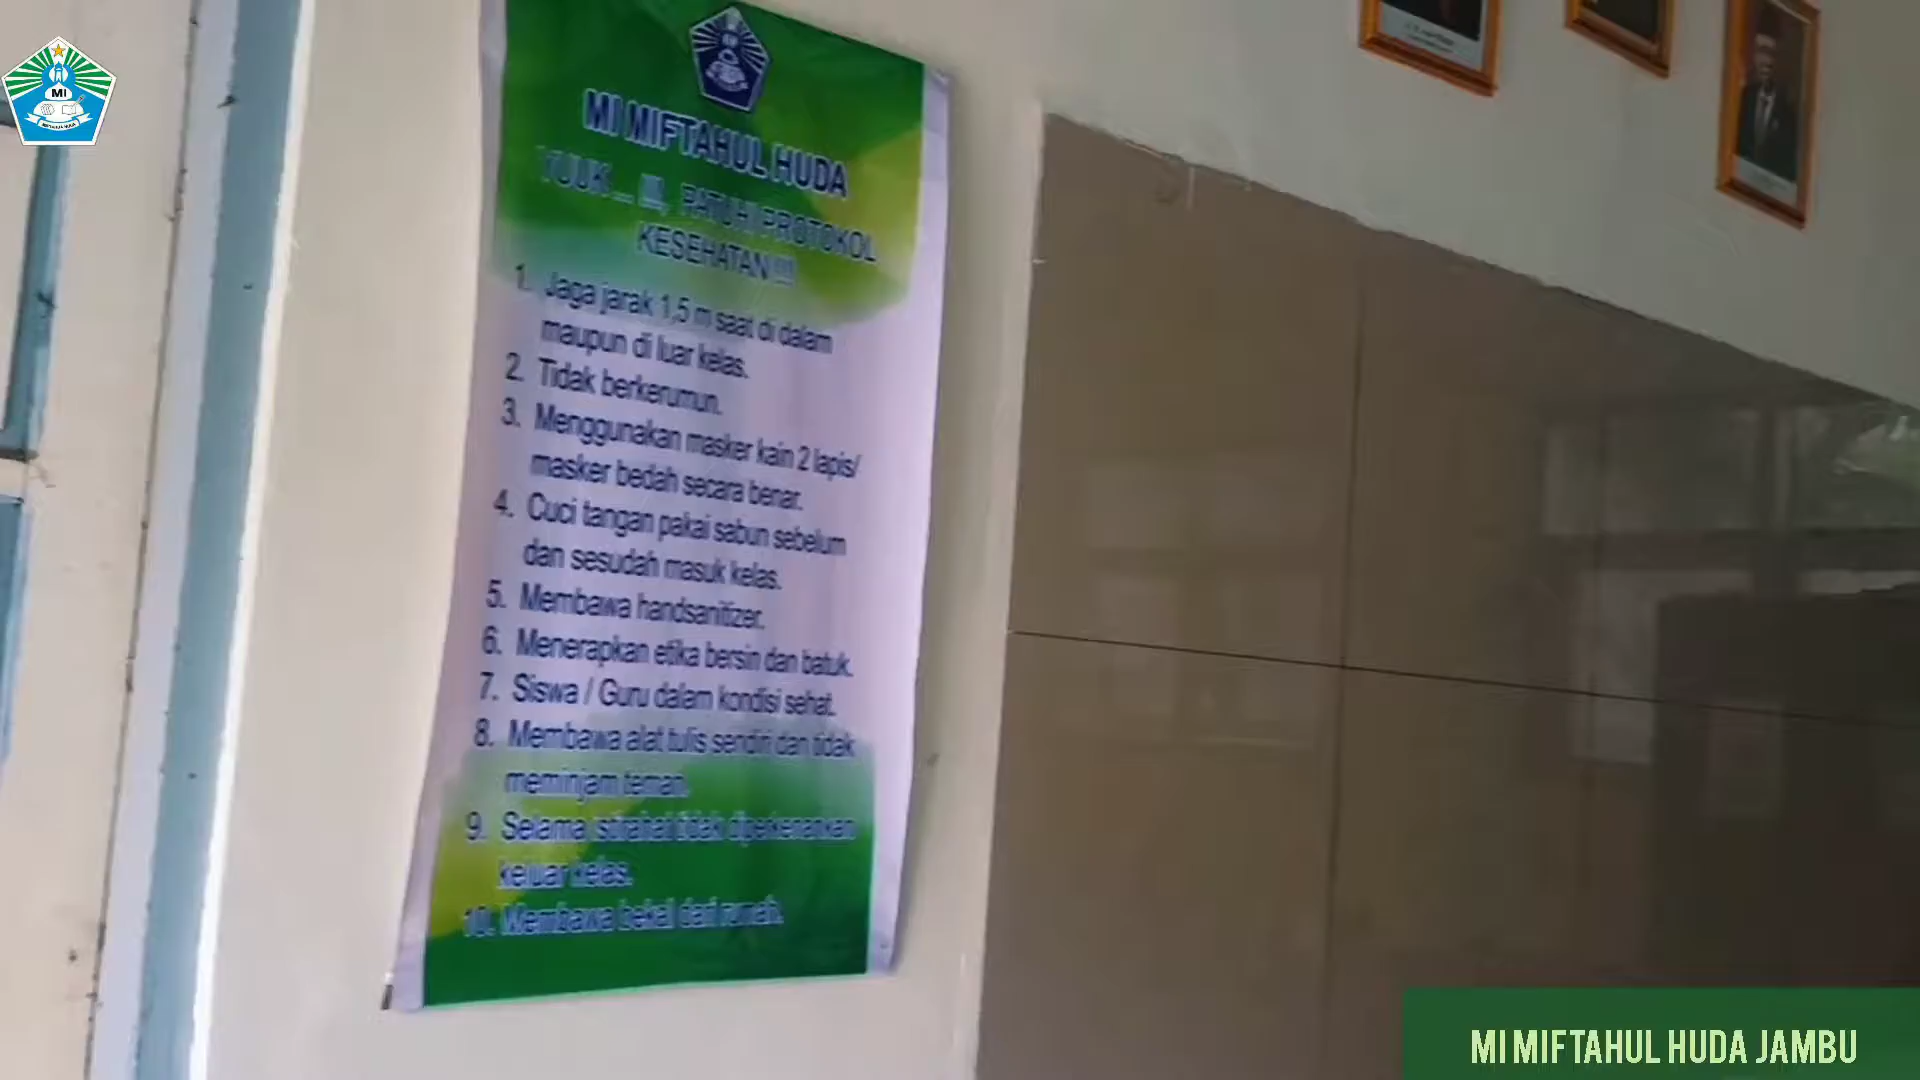 MI
MIFTAHUL HUDA
MI MIFTAHUL HUDA
YUUK ... !!!, PATUHI PROTOKOL
KESEHATAN !!!
1. Jaga jarak 1,5 m saat di dalam
maupun di luar kelas.
2. Tidak berkerumun.
3. Menggunakan masker kain 2 lapis/
masker bedah secara benar.
4. Cuci tangan pakai sabun sebelum
dan sesudah masuk kelas.
5. Membawa handsanitizer.
6. Menerapkan etika bersin dan batuk.
7. Siswa / Guru dalam kondisi sehat.
8. Membawa alat tulis sendiri dan tidak
meminjam teman.
9. Selama istirahat tidak diperkenankan
keluar kelas.
10. Membawa bekal dari rumah.
MI MIFTAHUL HUDA JAMBU